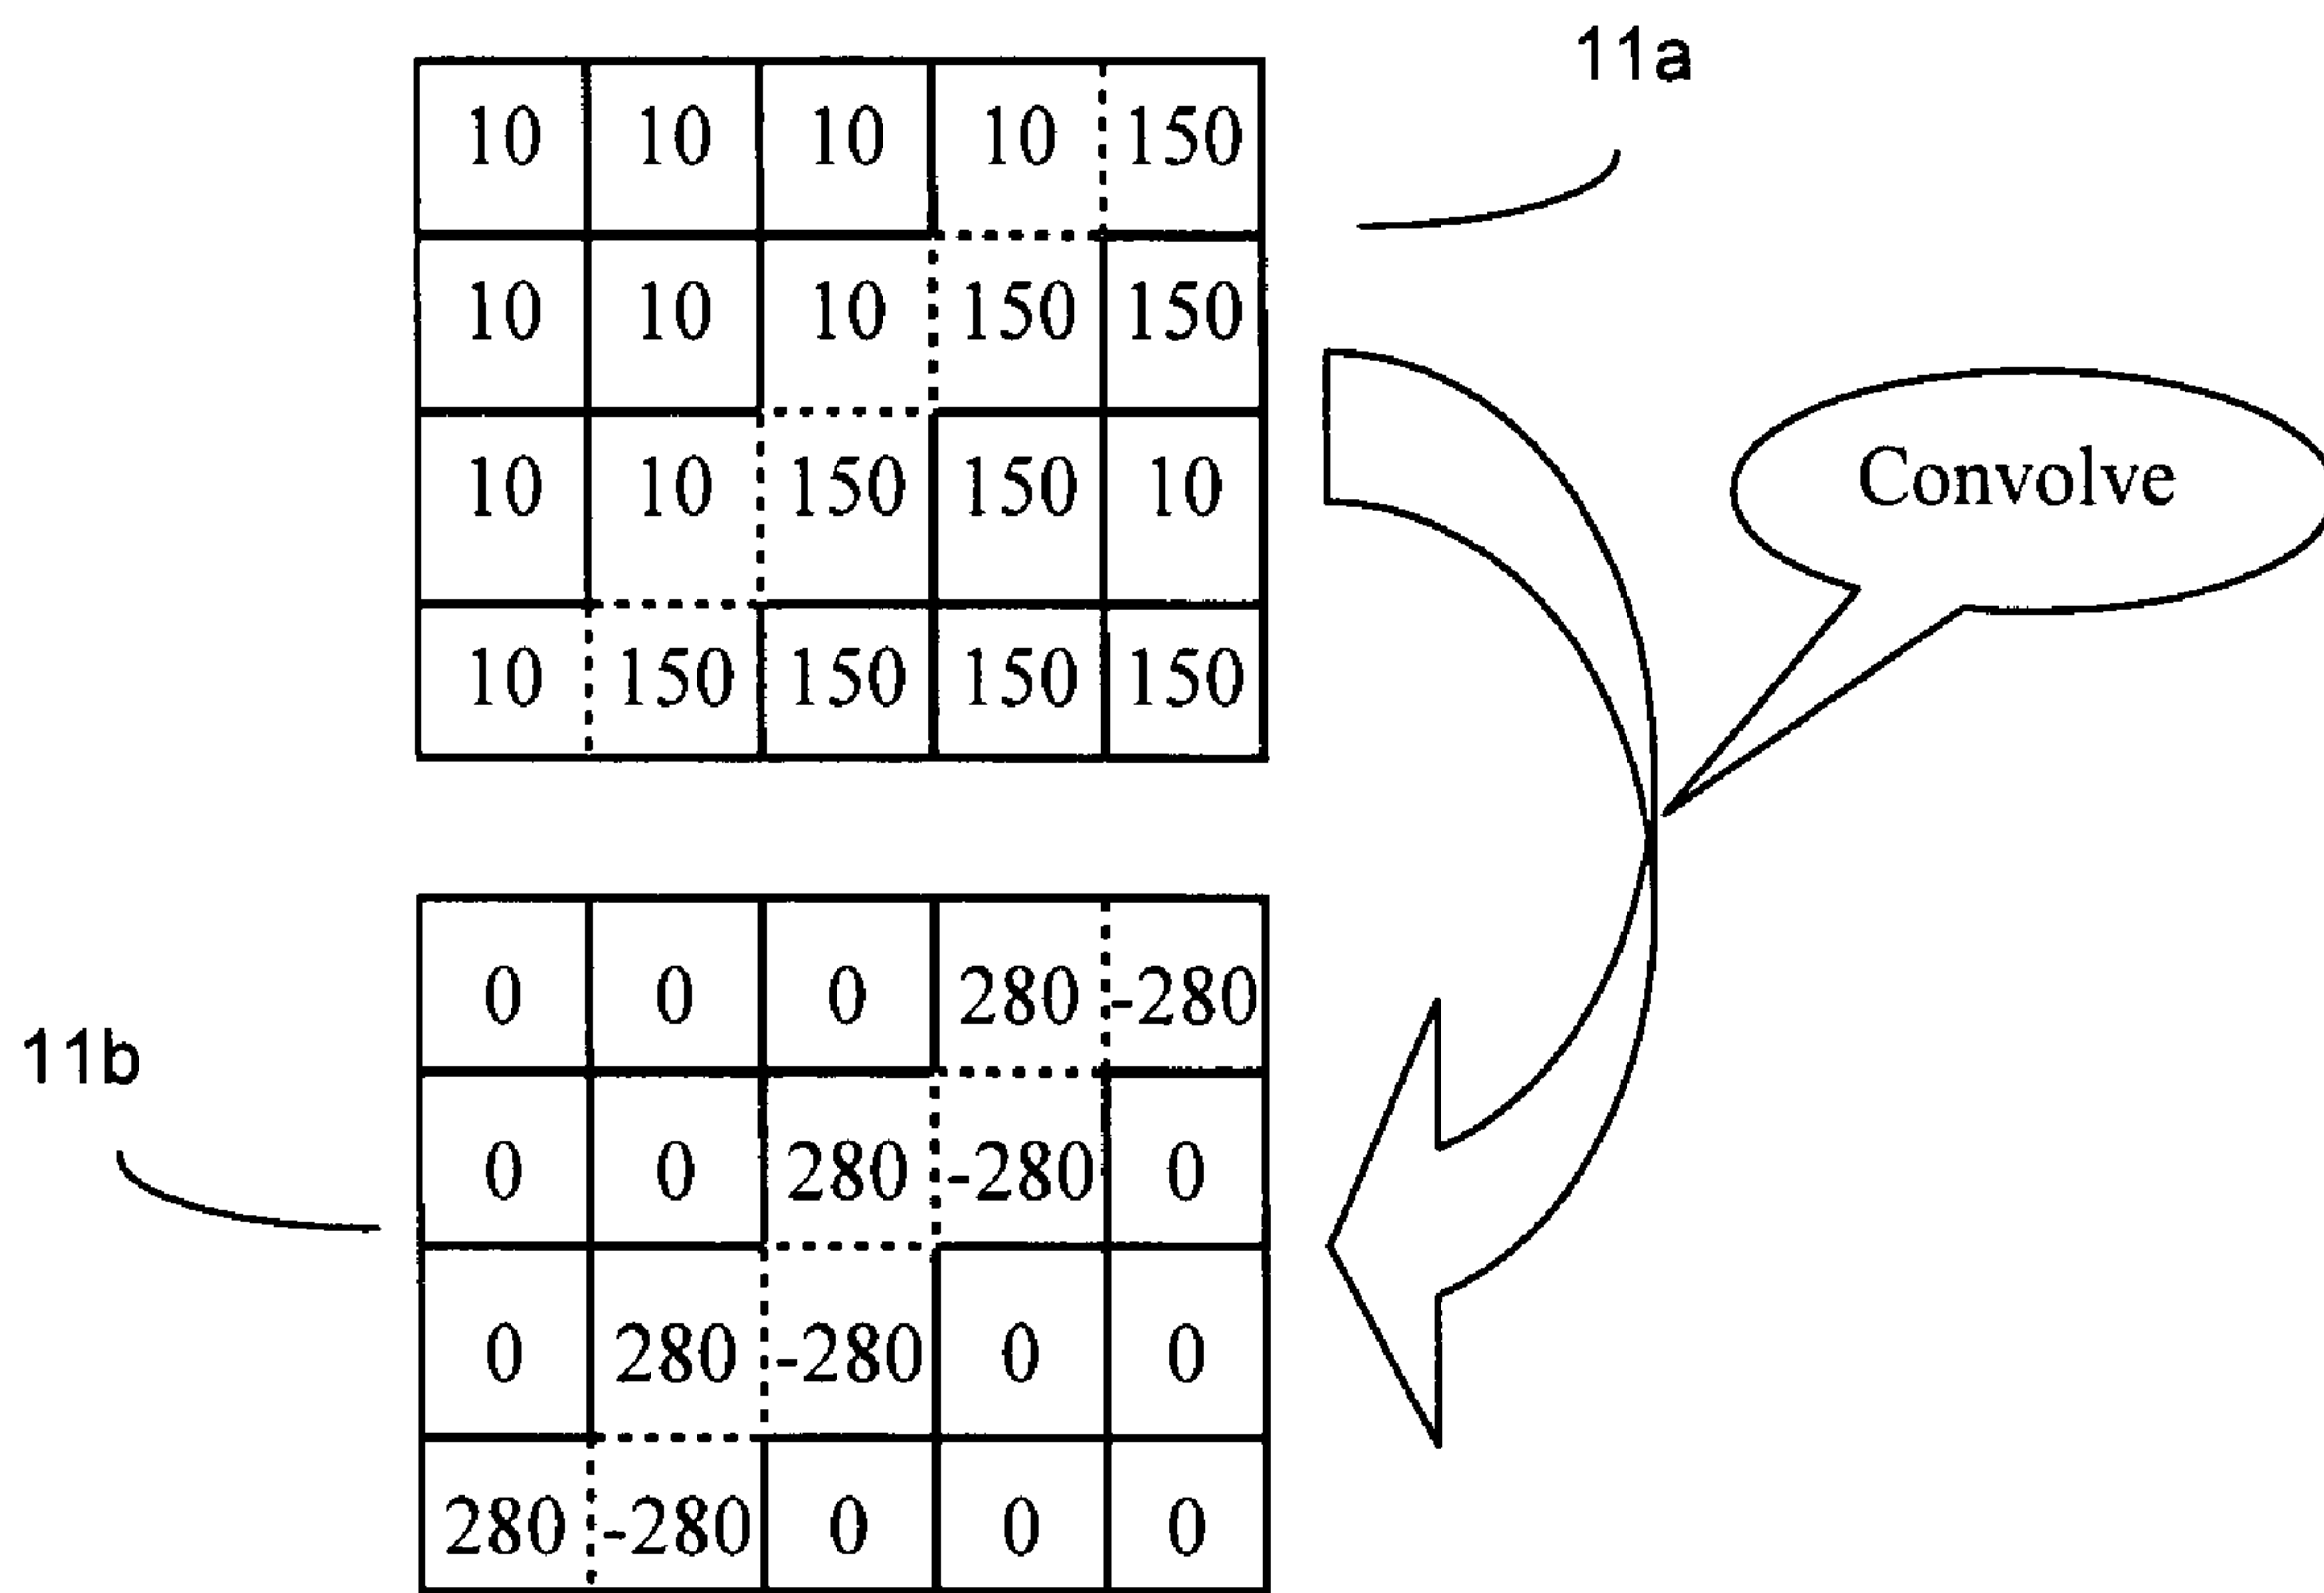 11a
10 10 10 10 150
10 10 10 150 150
10 10 150 150 10
10 150 150 150 150
Convolve
11b
0 0 0 280 -280
0 0 280 -280 0
0 280 -280 0 0
280 -280 0 0 0